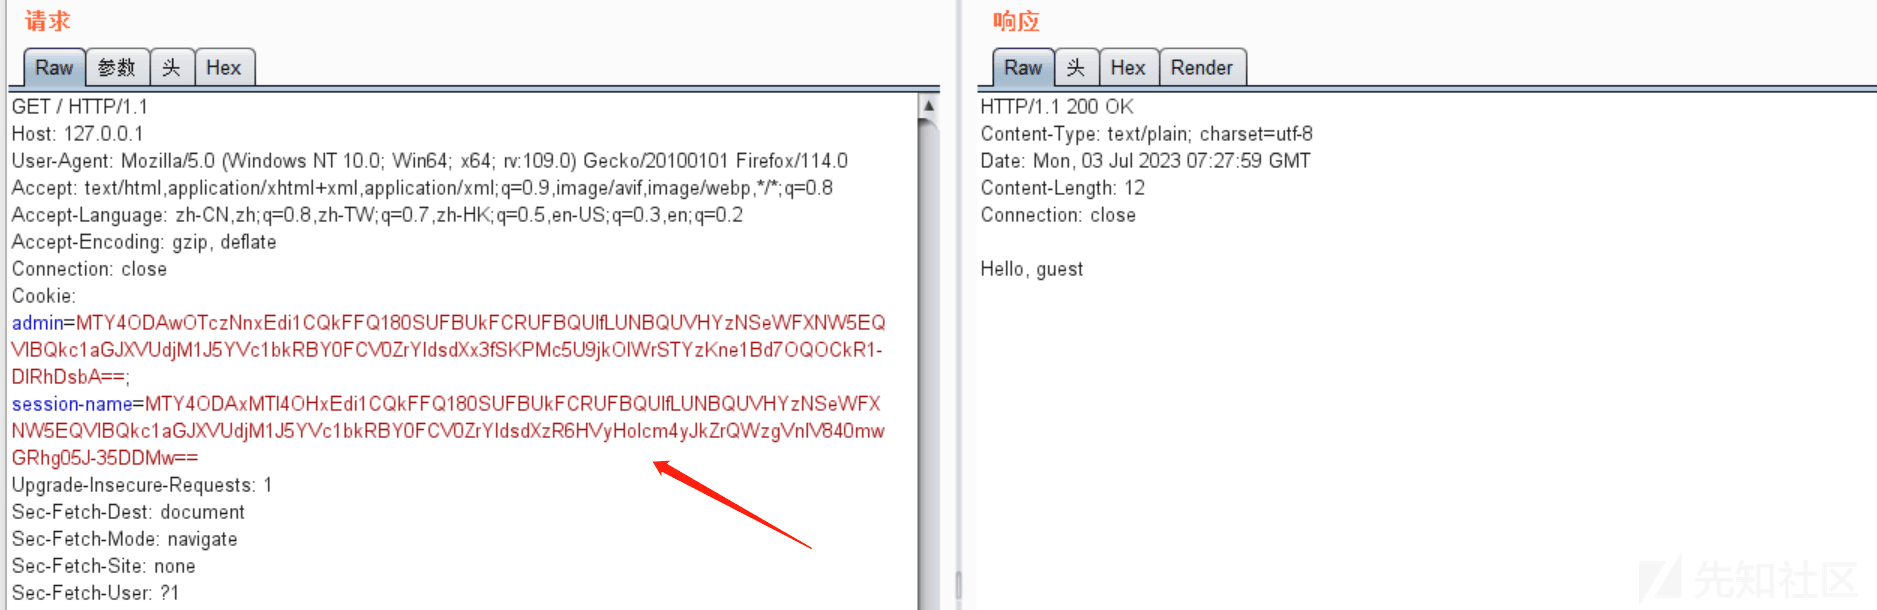 请求
Raw 参数 头 Hex
GET / HTTP/1.1
Host: 127.0.0.1
User-Agent: Mozilla/5.0 (Windows NT 10.0; Win64; x64; rv:109.0) Gecko/20100101 Firefox/114.0
Accept: text/html,application/xhtml+xml,application/xml;q=0.9,image/avif,image/webp,*/*;q=0.8
Accept-Language: zh-CN,zh;q=0.8,zh-TW;q=0.7,zh-HK;q=0.5,en-US;q=0.3,en;q=0.2
Accept-Encoding: gzip, deflate
Connection: close
Cookie:
admin=MTY4ODAwOTczNnxEdi1CQkFFQ180SUFBUkFCRUFBQUlfLUNBQUVHYzNSeWFXNW5EQ
VlBQkc1aGJXVUdjM1J5YVc1bkRBY0FCV0ZrYldsdXx3fSKPMc5U9jkOlWrSTYzKne1Bd7OQOCkR1-
DlRhDsbA==;
session-name=MTY4ODAxMTI4OHxEdi1CQkFFQ180SUFBUkFCRUFBQUlfLUNBQUVHYzNSeWFX
NW5EQVlBQkc1aGJXVUdjM1J5YVc1bkRBY0FCV0ZrYldsdXzR6HVyHolcm4yJkZrQWzgVnlV840mw
GRhg05J-35DDMw==
Upgrade-Insecure-Requests: 1
Sec-Fetch-Dest: document
Sec-Fetch-Mode: navigate
Sec-Fetch-Site: none
Sec-Fetch-User: ?1
响应
Raw 头 Hex Render
HTTP/1.1 200 OK
Content-Type: text/plain; charset=utf-8
Date: Mon, 03 Jul 2023 07:27:59 GMT
Content-Length: 12
Connection: close
Hello, guest
先知社区